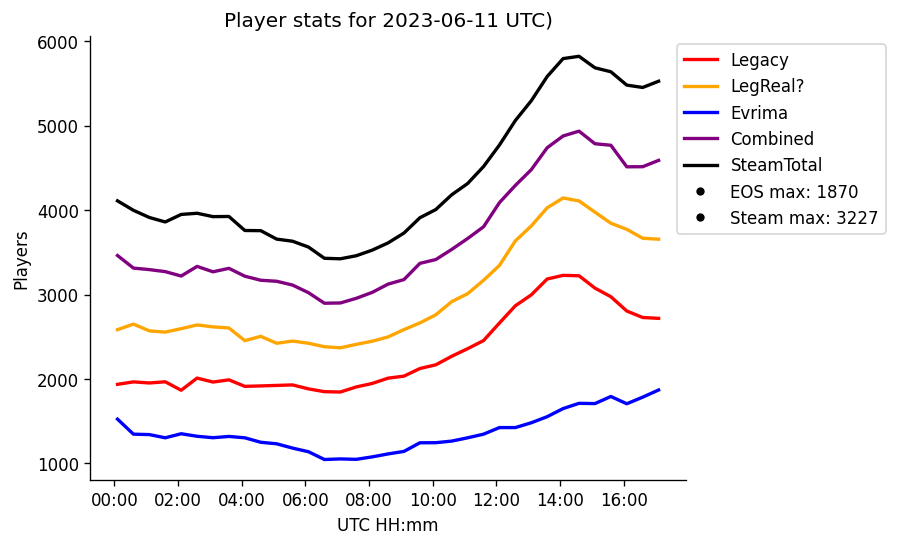 Player stats for 2023-06-11 UTC)
6000
5000
4000
3000
2000
1000
Players
00:00 02:00 04:00 06:00 08:00 10:00 12:00 14:00 16:00
UTC HH:mm
Legacy
LegReal?
Evrima
Combined
SteamTotal
EOS max: 1870
Steam max: 3227